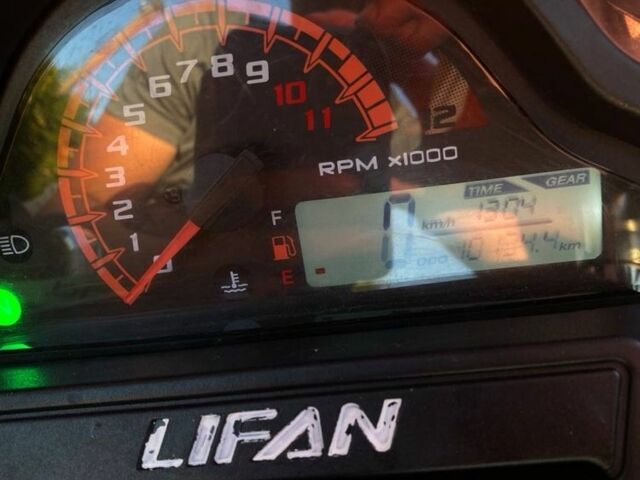 0 1 2 3 4 5 6 7 8 9 10 11
RPM x1000
TIME GEAR
F
0 km/h 13:04
ODO km
E
LIFAN